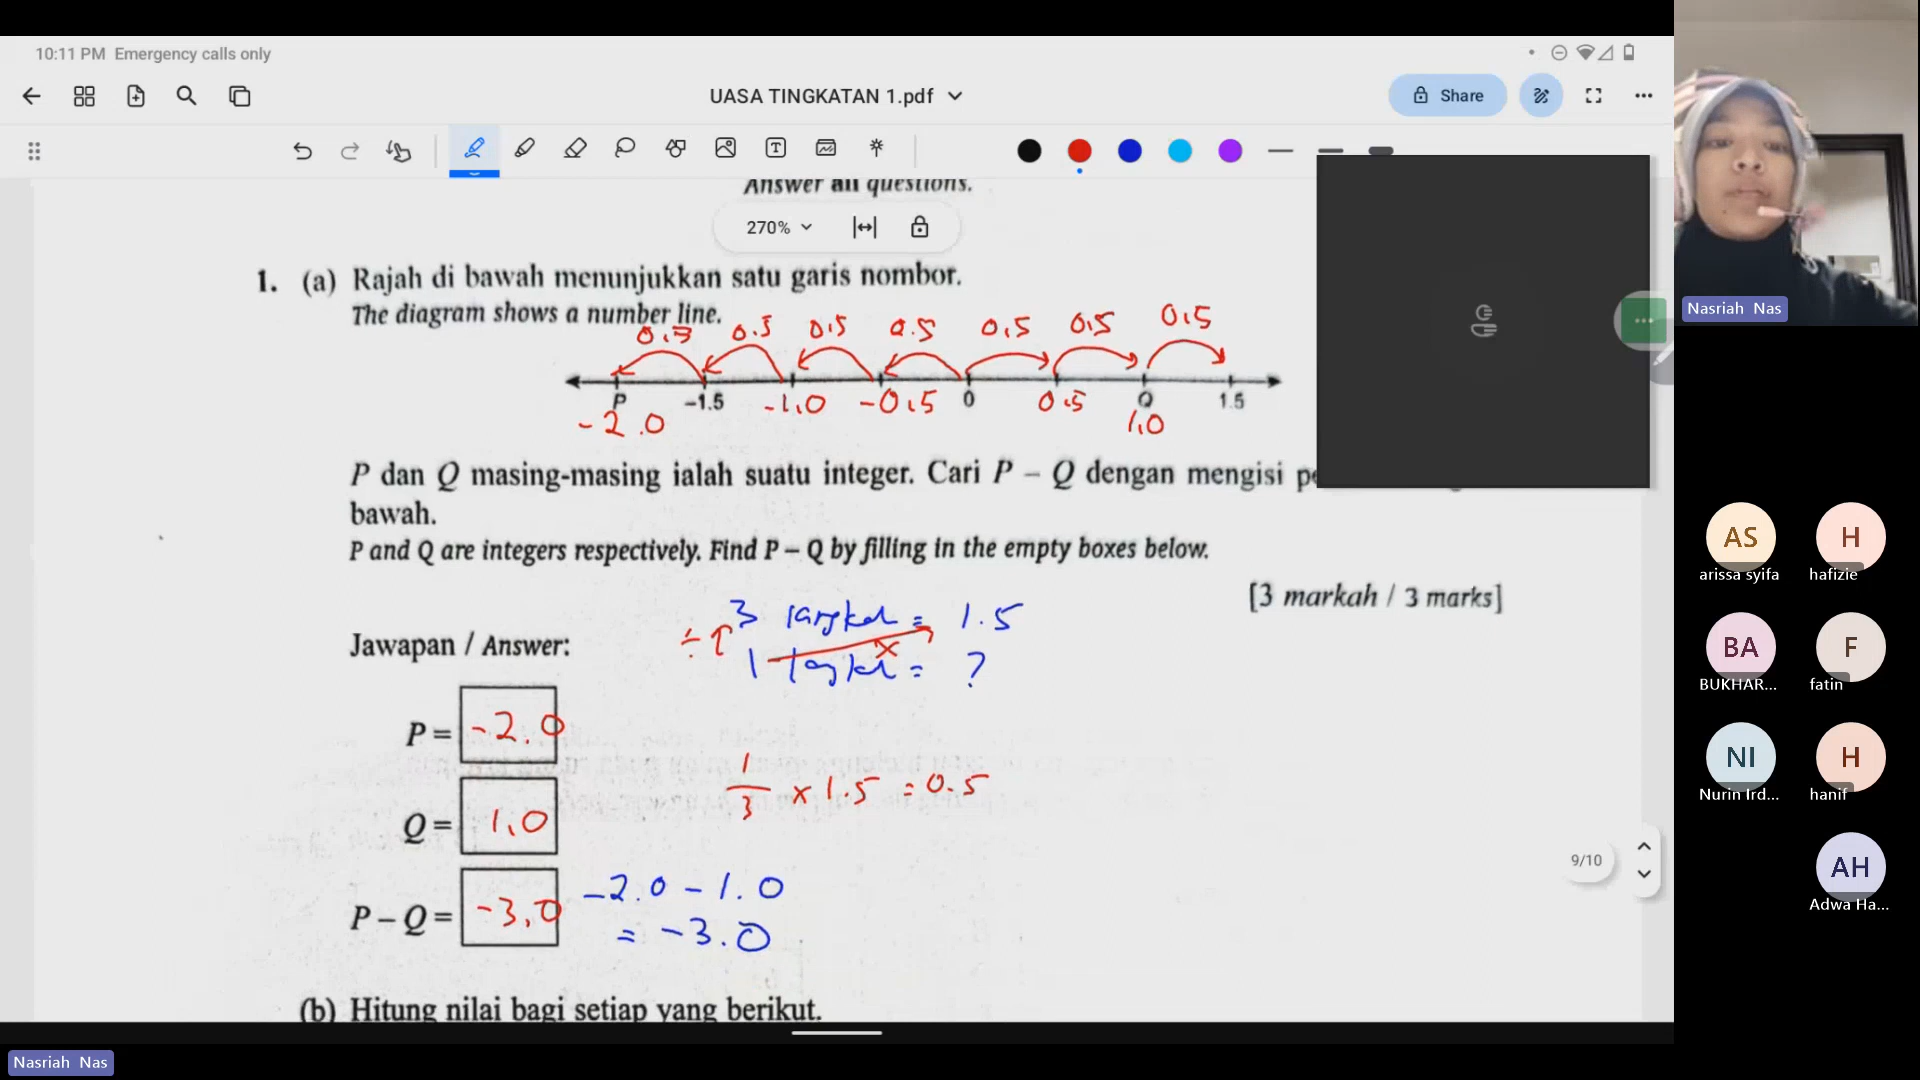 10:11 PM Emergency calls only
UASA TINGKATAN 1.pdf
Share
Answer all questions.
270%
1. (a) Rajah di bawah menunjukkan satu garis nombor.
The diagram shows a number line.
0.5 0.5 0.5 0.5 0.5 0.5 0.5
P -1.5 -1.0 -0.5 0 0.5 Q 1.5
-2.0 1.0
P dan Q masing-masing ialah suatu integer. Cari P – Q dengan mengisi
bawah.
P and Q are integers respectively. Find P – Q by filling in the empty boxes below.
[3 markah / 3 marks]
3 langkah = 1.5
÷
x
1 langkah = ?
Jawapan / Answer:
P = -2.0
1/3 x 1.5 = 0.5
Q = 1.0
P – Q = -3.0
-2.0 - 1.0
= -3.0
9/10
(b) Hitung nilai bagi setiap yang berikut.
Nasriah Nas
Nasriah Nas
AS
arissa syifa
H
hafizie
BA
BUKHAR...
F
fatin
NI
Nurin Ird...
H
hanif
AH
Adwa Ha...